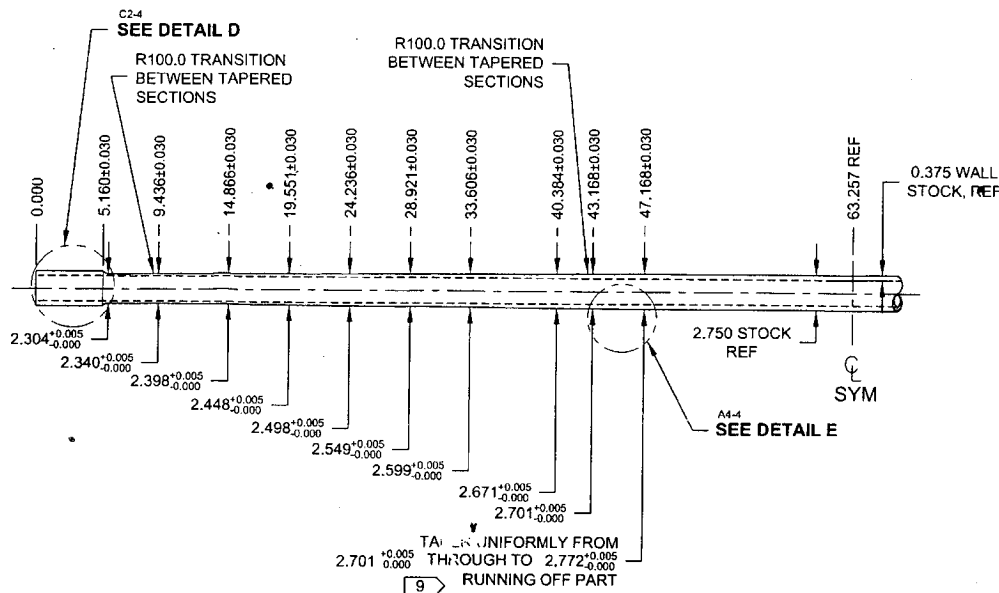 C2-4
SEE DETAIL D
R100.0 TRANSITION
BETWEEN TAPERED
SECTIONS
R100.0 TRANSITION
BETWEEN TAPERED
SECTIONS
0.000
5.160±0.030
9.436±0.030
14.866±0.030
19.551±0.030
24.236±0.030
28.921±0.030
33.606±0.030
40.384±0.030
43.168±0.030
47.168±0.030
63.257 REF
0.375 WALL
STOCK, REF
2.304 +0.005 -0.000
2.340 +0.005 -0.000
2.398 +0.005 -0.000
2.448 +0.005 -0.000
2.498 +0.005 -0.000
2.549 +0.005 -0.000
2.599 +0.005 -0.000
2.671 +0.005 -0.000
2.701 +0.005 -0.000
2.750 STOCK
REF
℄
SYM
A4-4
SEE DETAIL E
UNIFORMLY FROM
2.701 +0.005 0.000 THROUGH TO 2.772 +0.005 -0.000
9 RUNNING OFF PART